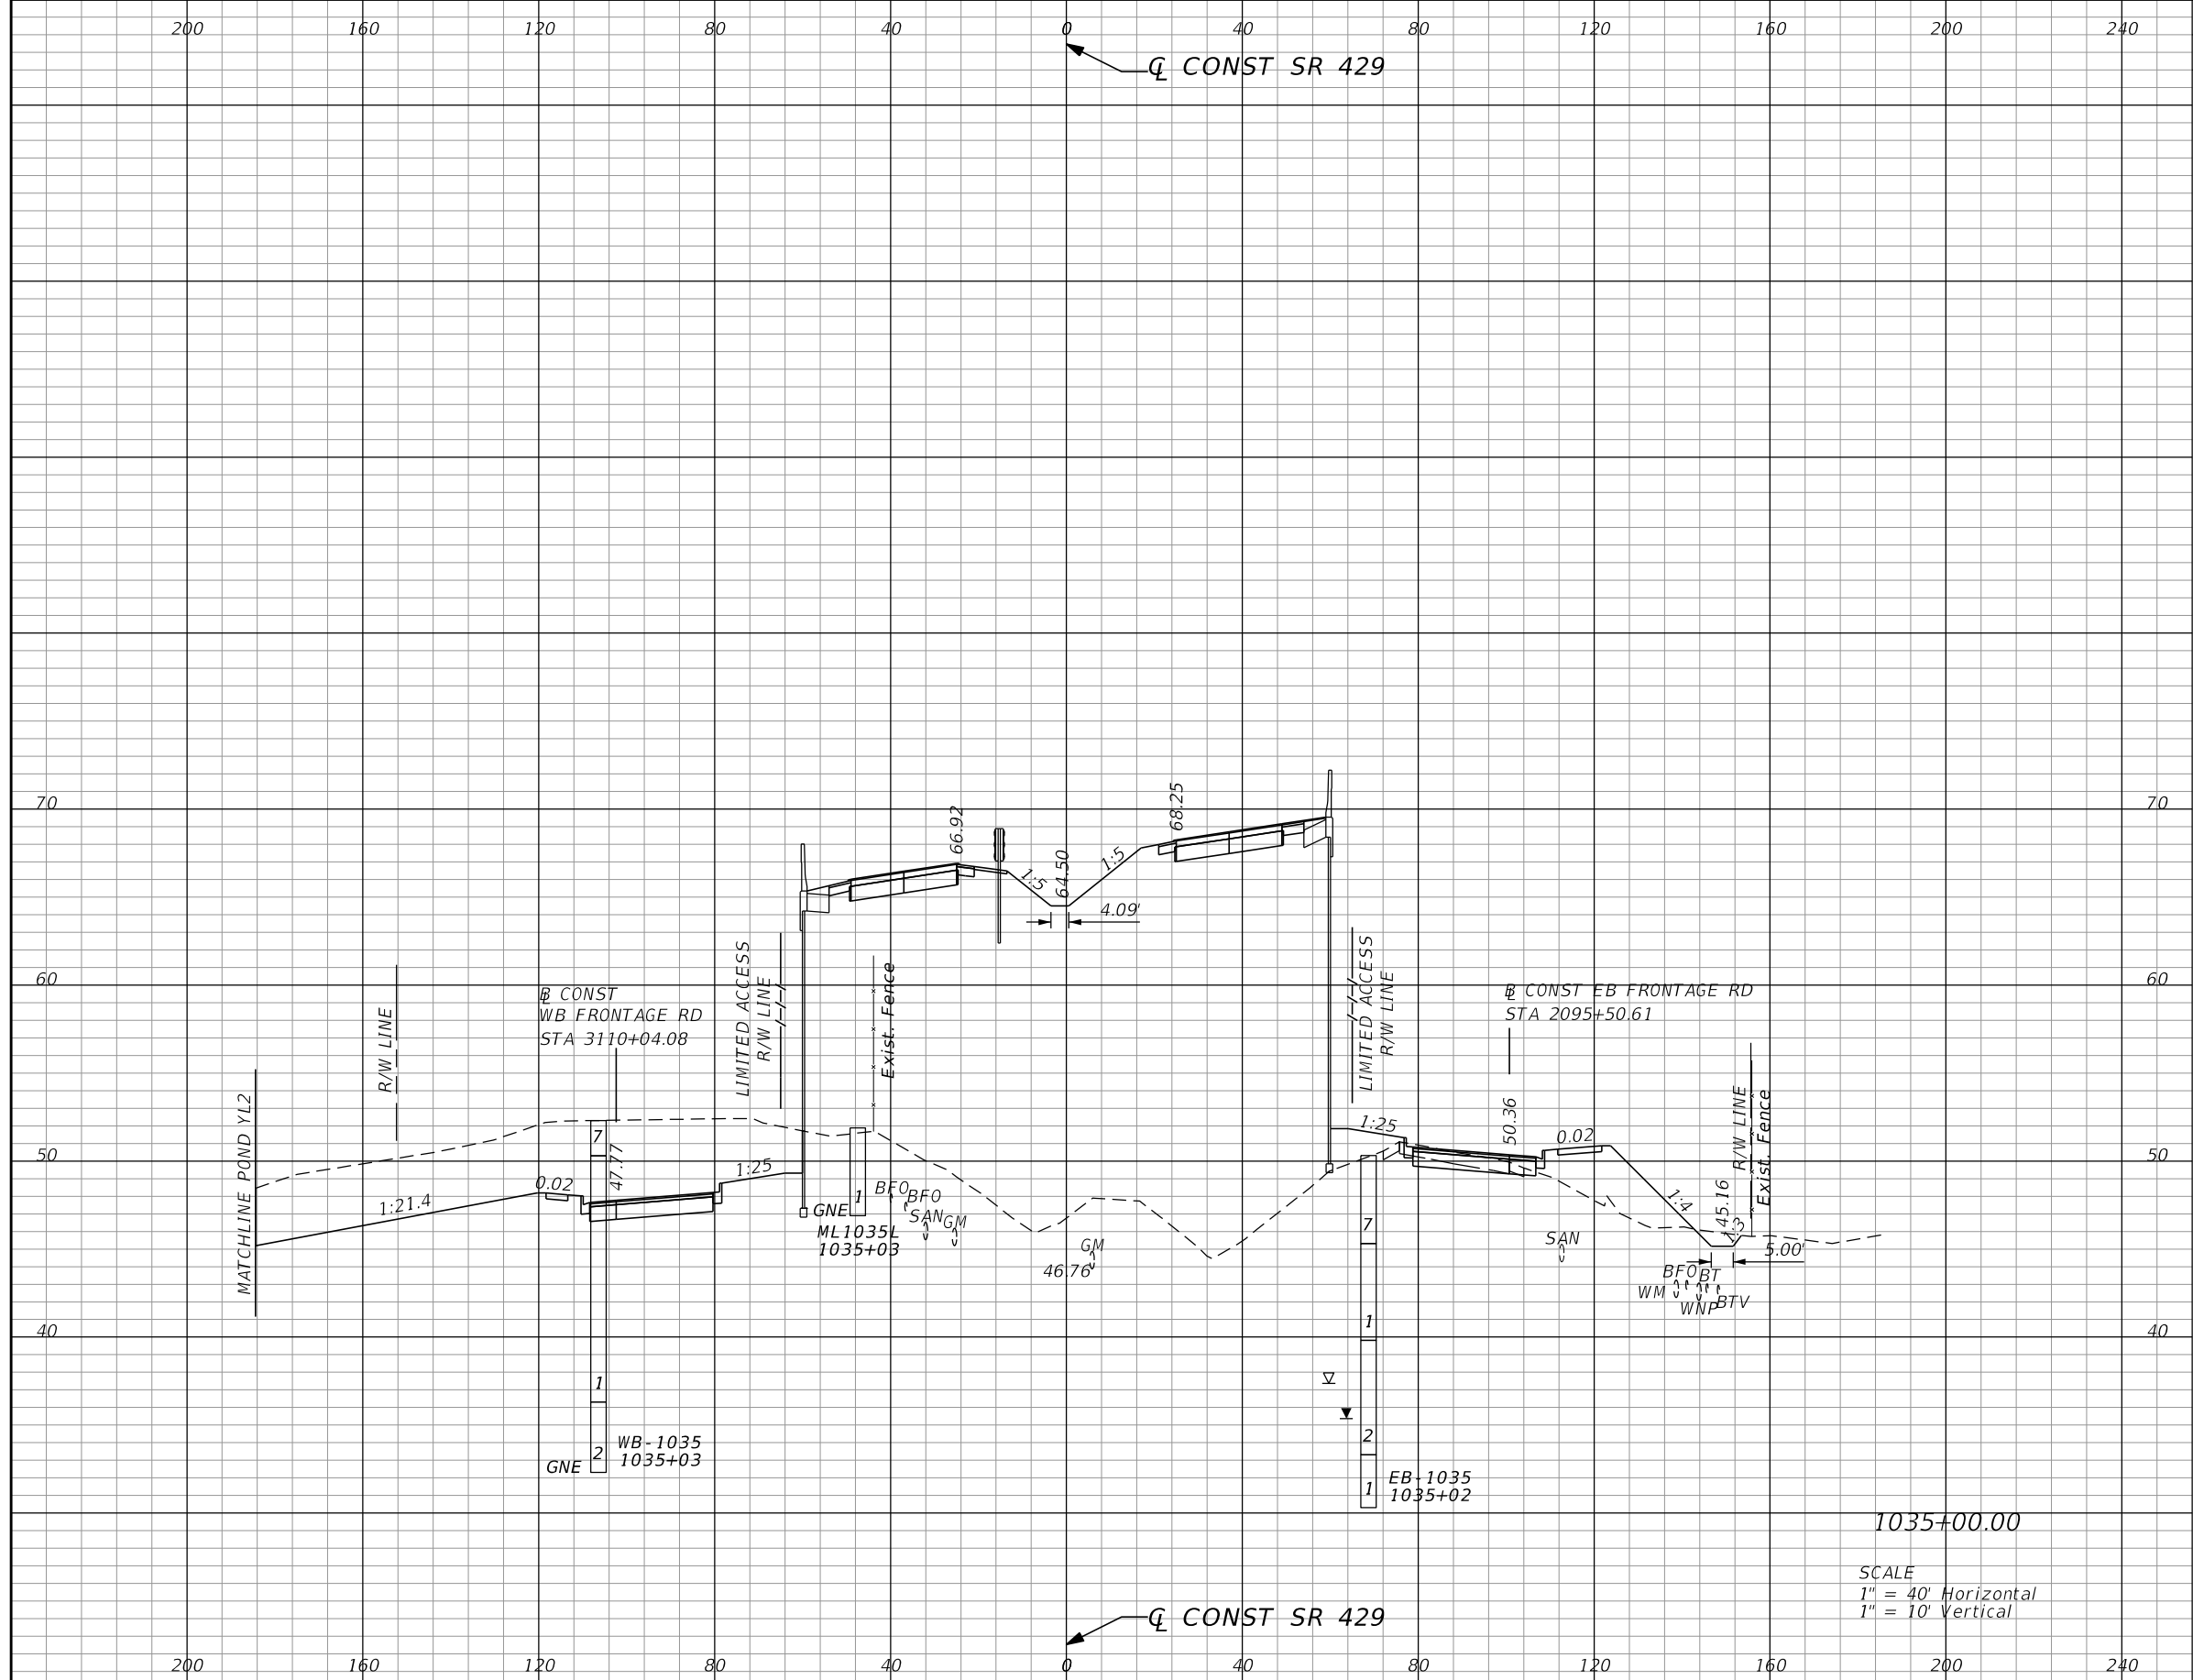 200 160 120 80 40 0 40 80 120 160 200 240
℄ CONST SR 429
70 70
66.92
68.25
64.50
1:5
1:5
4.09'
60 60
LIMITED ACCESS
R/W LINE
Exist. Fence
LIMITED ACCESS
R/W LINE
R/W LINE
MATCHLINE POND YL2
BL CONST
WB FRONTAGE RD
STA 3110+04.08
BL CONST EB FRONTAGE RD
STA 2095+50.61
50 50
7
47.77
0.02
1:21.4
1:25
1:25
50.36
0.02
1:4
45.16
1:3
R/W LINE
Exist. Fence
5.00'
GNE
1
ML1035L
1035+03
BFO
BFO
SAN
GM
GM
46.76
7
SAN
BFO
BT
WM
WNP
BTV
40 40
1
1
2
WB-1035
1035+03
GNE
2
1
EB-1035
1035+02
1035+00.00
SCALE
1" = 40' Horizontal
1" = 10' Vertical
℄ CONST SR 429
200 160 120 80 40 0 40 80 120 160 200 240